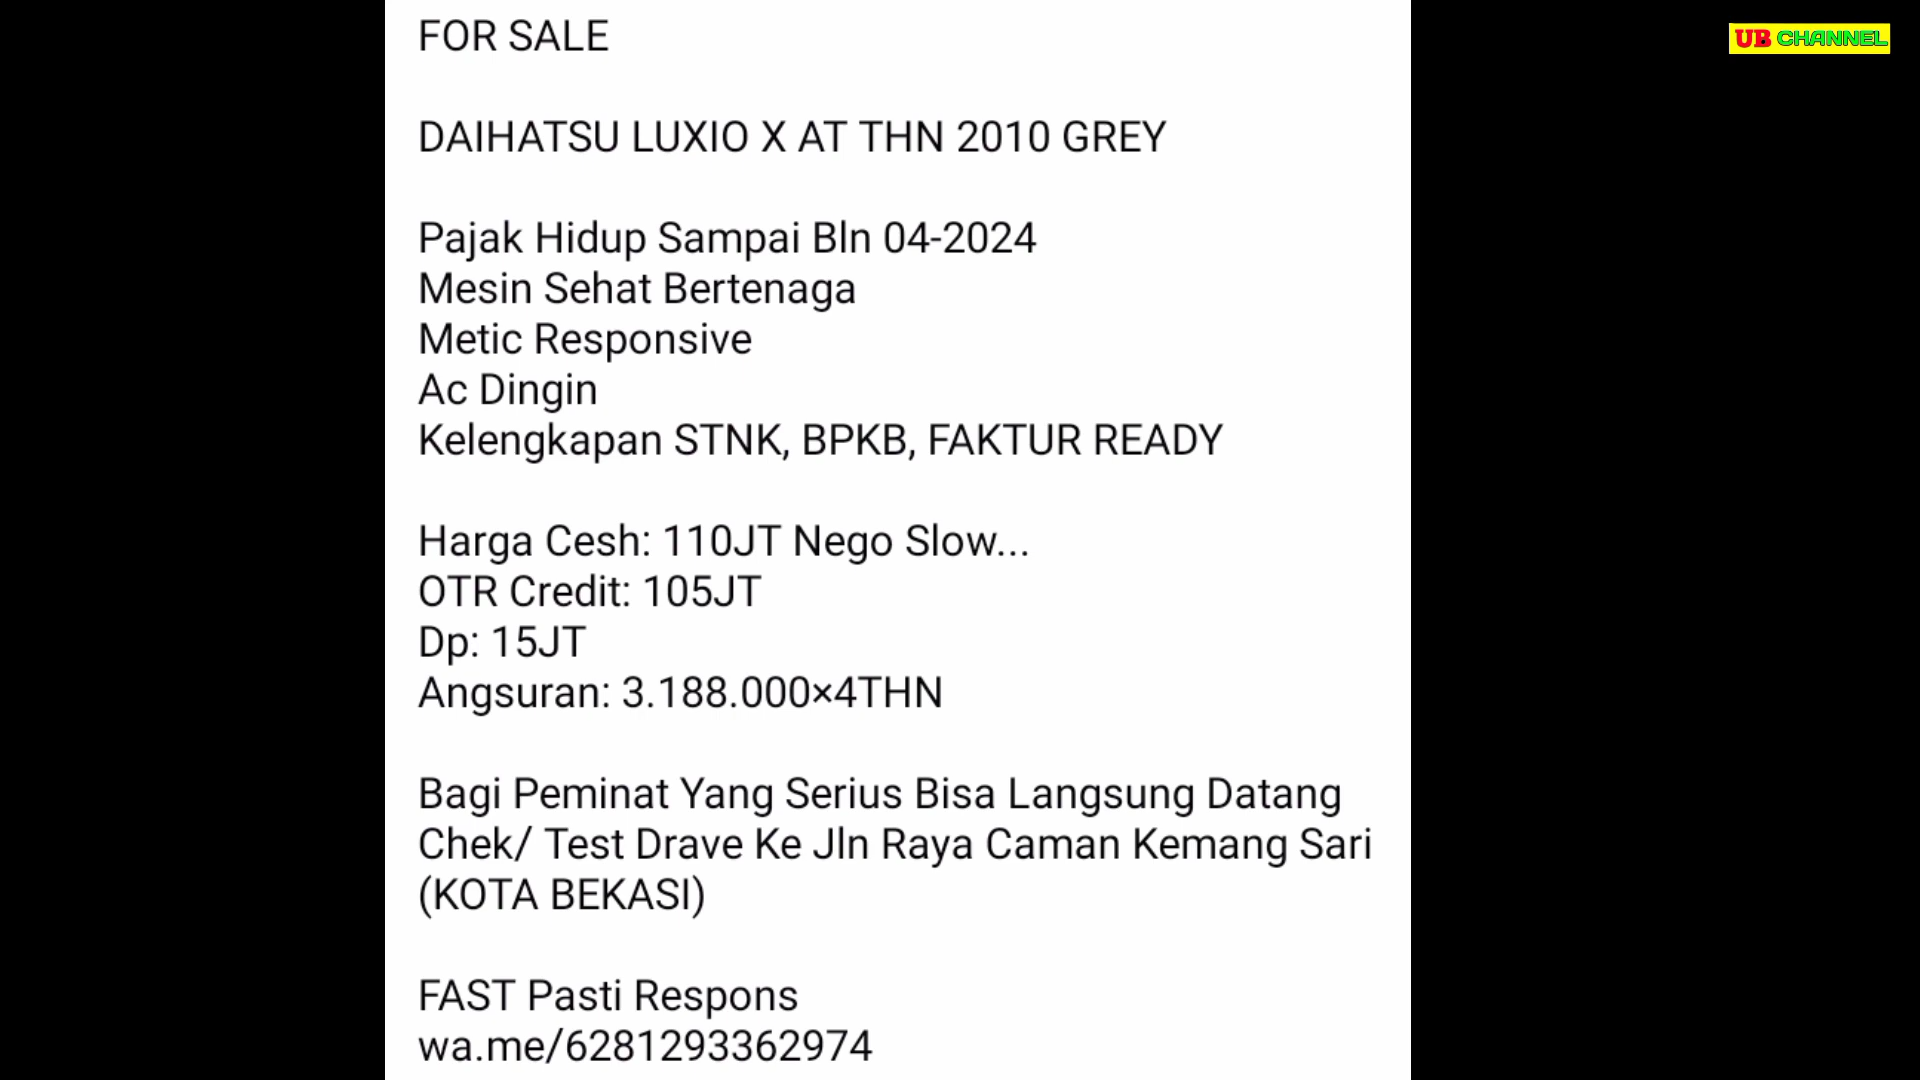 FOR SALE
UB CHANNEL
DAIHATSU LUXIO X AT THN 2010 GREY
Pajak Hidup Sampai Bln 04-2024
Mesin Sehat Bertenaga
Metic Responsive
Ac Dingin
Kelengkapan STNK, BPKB, FAKTUR READY
Harga Cesh: 110JT Nego Slow...
OTR Credit: 105JT
Dp: 15JT
Angsuran: 3.188.000×4THN
Bagi Peminat Yang Serius Bisa Langsung Datang
Chek/ Test Drave Ke Jln Raya Caman Kemang Sari
(KOTA BEKASI)
FAST Pasti Respons
wa.me/6281293362974